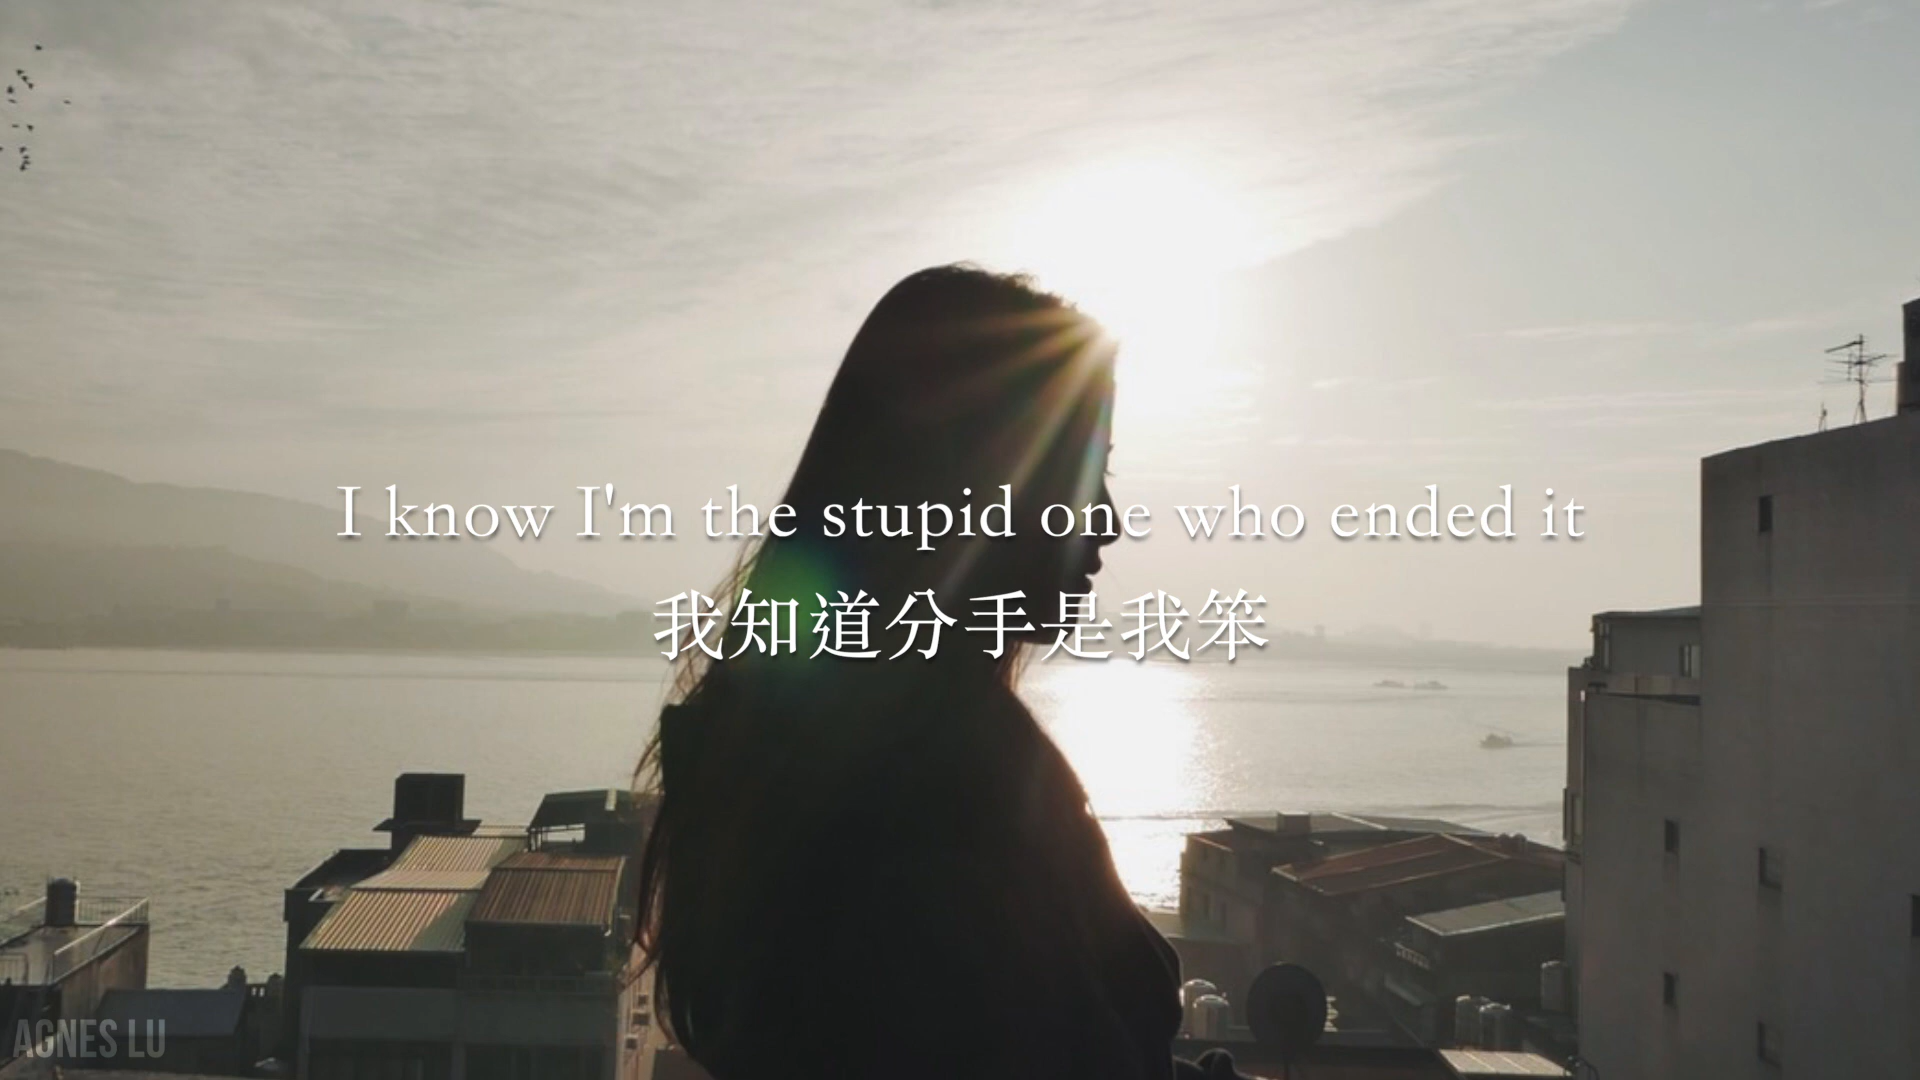 I know I'm the stupid one who ended it
我知道分手是我笨
AGNES LU